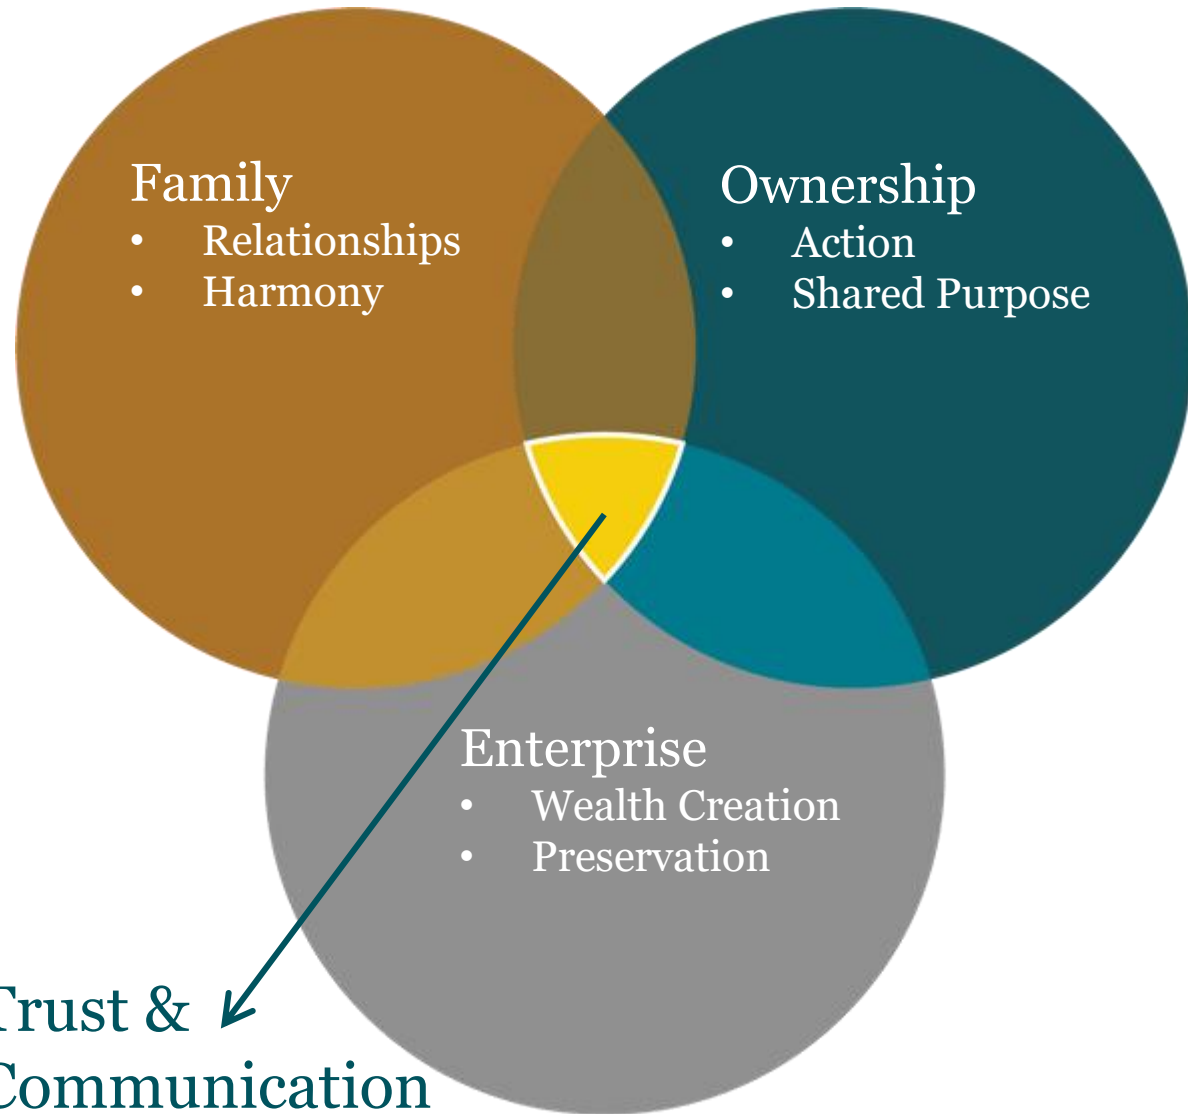 Family
• Relationships
• Harmony
Ownership
• Action
• Shared Purpose
Enterprise
• Wealth Creation
• Preservation
Trust &
Communication